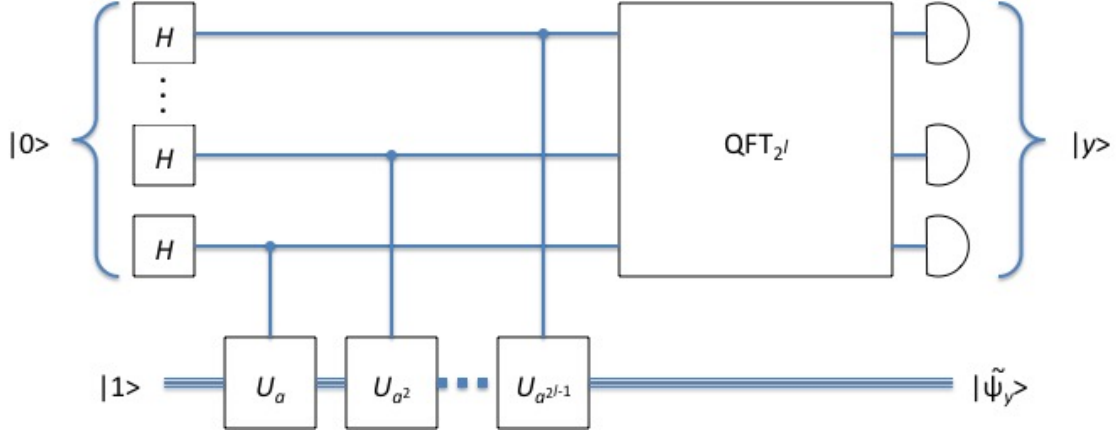 H
⋮
|0> H QFT₂ˡ |y>
H
|1> Uₐ Uₐ² Uₐ²ˡ⁻¹ |ψ̃ᵧ>